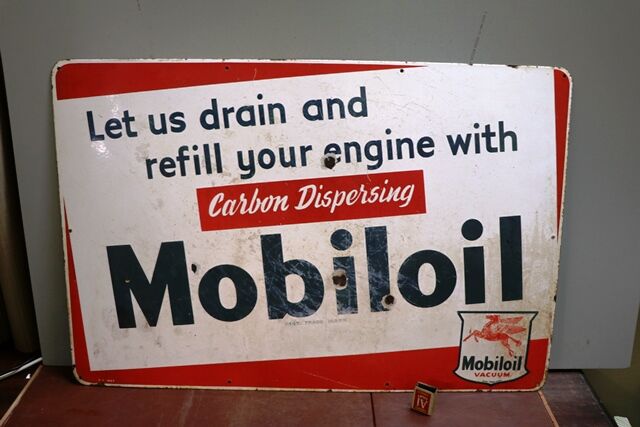 Let us drain and
refill your engine with
Carbon Dispersing
Mobiloil
Mobiloil
VACUUM